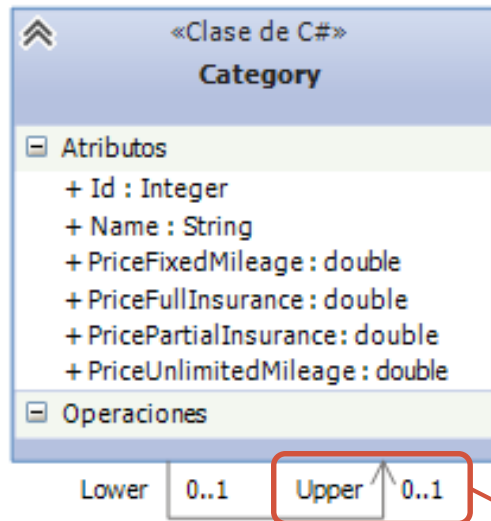 «Clase de C#»
Category
Atributos
+ Id : Integer
+ Name : String
+ PriceFixedMileage : double
+ PriceFullInsurance : double
+ PricePartialInsurance: double
+ PriceUnlimitedMileage : double
Operaciones
Lower 0..1 Upper 0..1